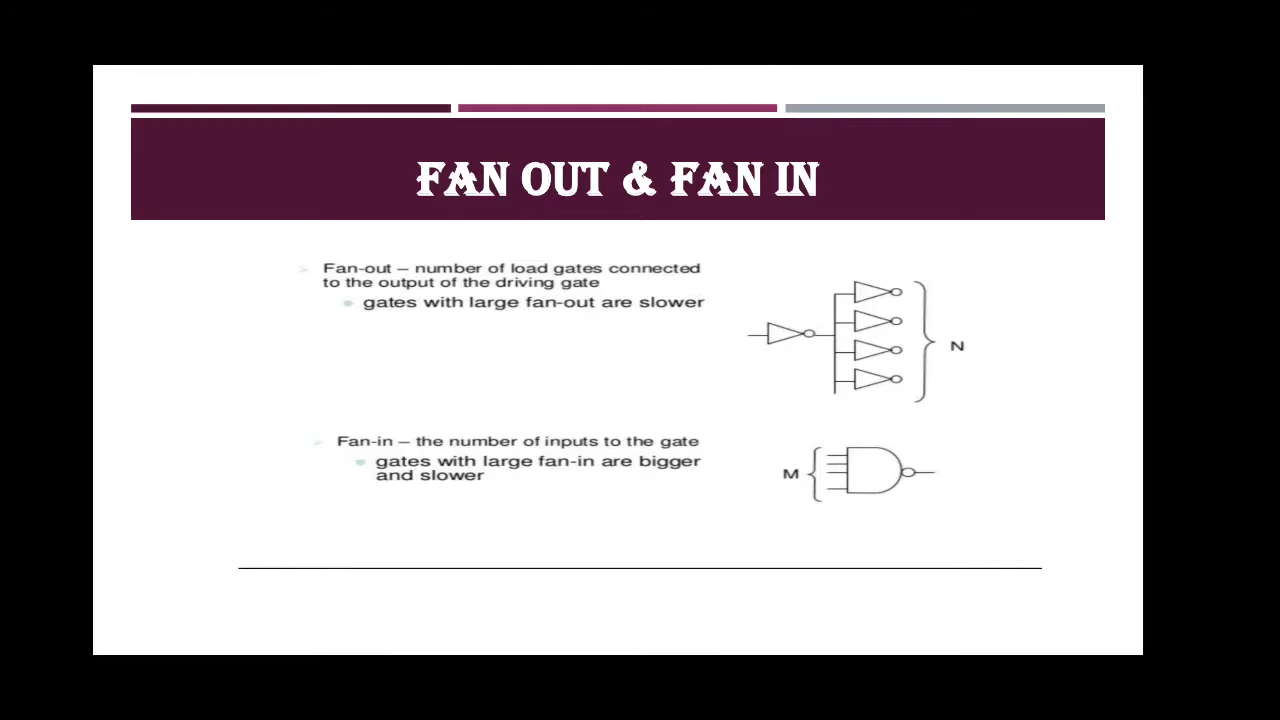 FAN OUT & FAN IN
Fan-out – number of load gates connected
to the output of the driving gate
gates with large fan-out are slower
N
Fan-in – the number of inputs to the gate
gates with large fan-in are bigger
and slower
M